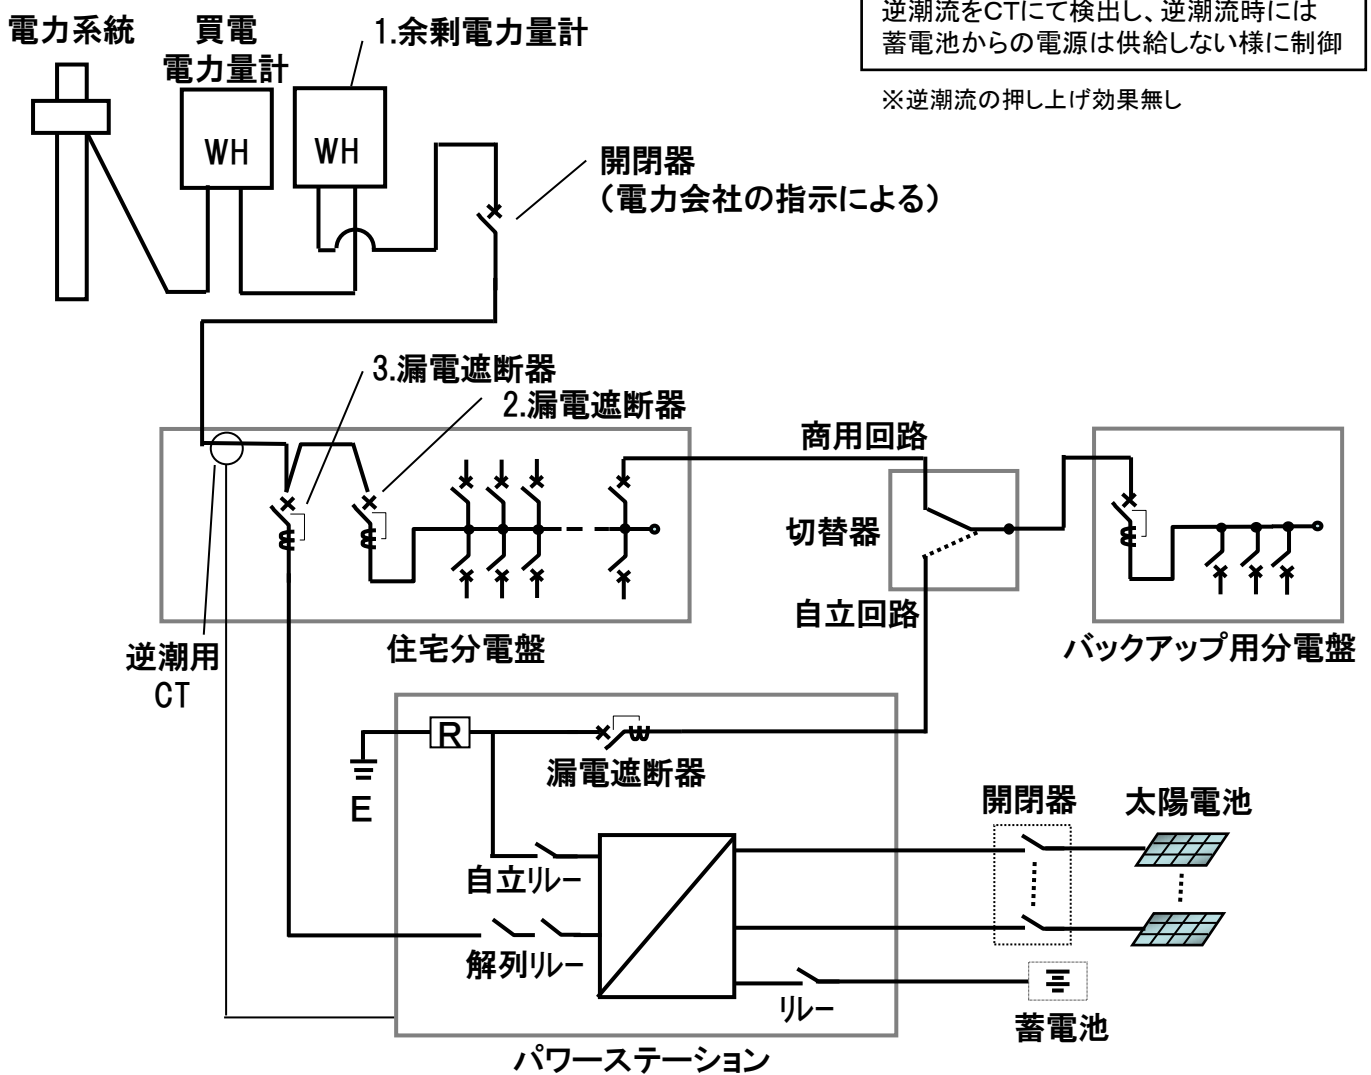 逆潮流をCTにて検出し、逆潮流時には
蓄電池からの電源は供給しない様に制御
※逆潮流の押し上げ効果無し
電力系統
買電
電力量計
1.余剰電力量計
WH
WH
開閉器
（電力会社の指示による）
3.漏電遮断器
2.漏電遮断器
商用回路
切替器
自立回路
住宅分電盤
バックアップ用分電盤
逆潮用
CT
R
漏電遮断器
E
開閉器
太陽電池
自立リレー
解列リレー
リレー
蓄電池
パワーステーション